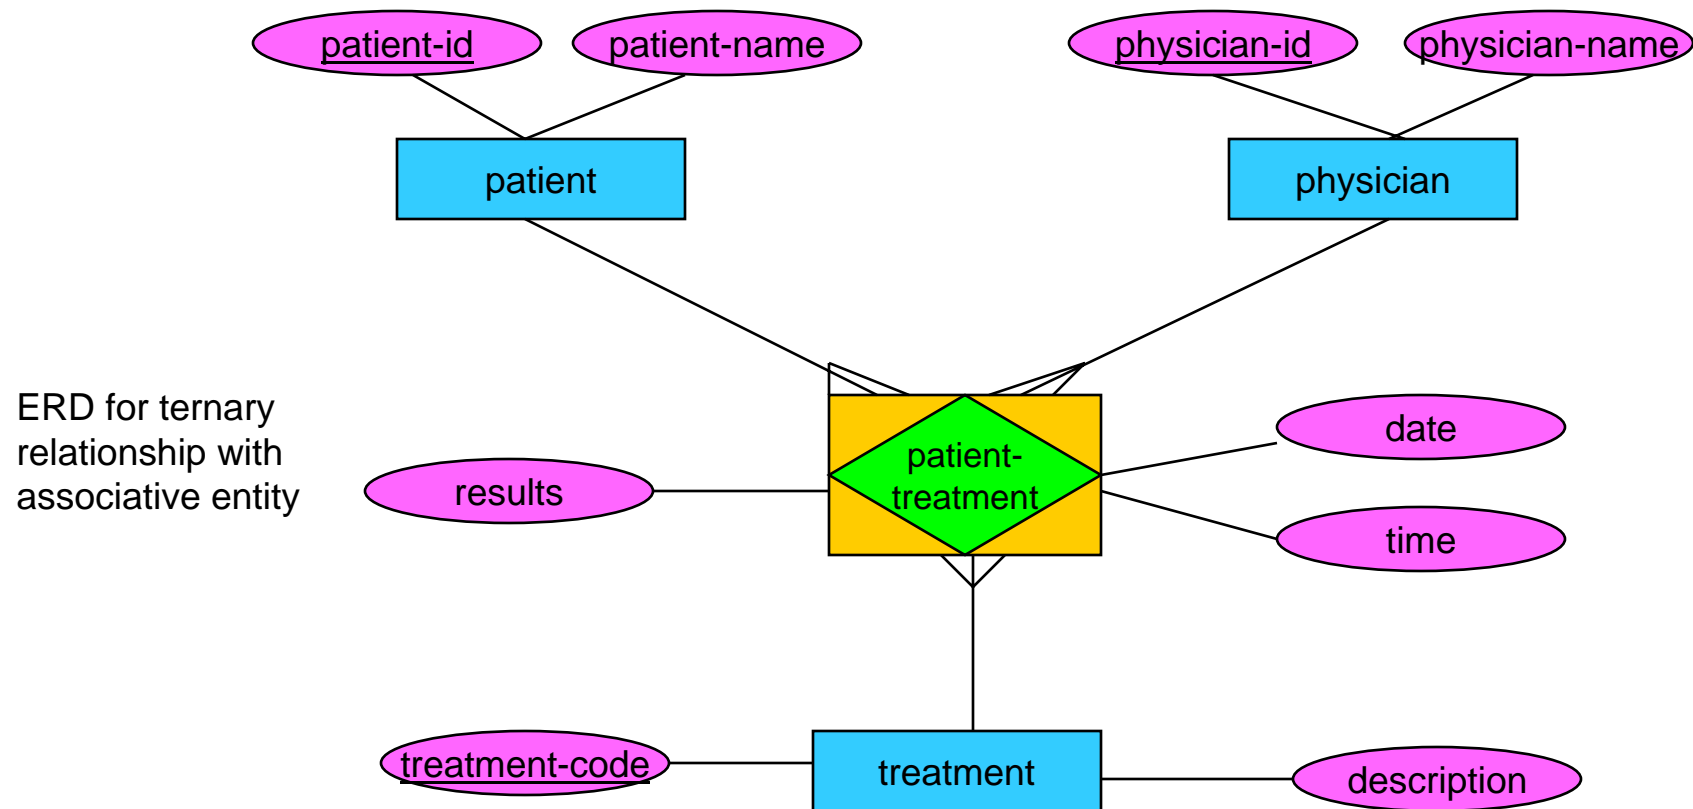 patient-id
patient-name
physician-id
physician-name
patient
physician
ERD for ternary
relationship with
associative entity
results
patient-
treatment
date
time
treatment-code
treatment
description